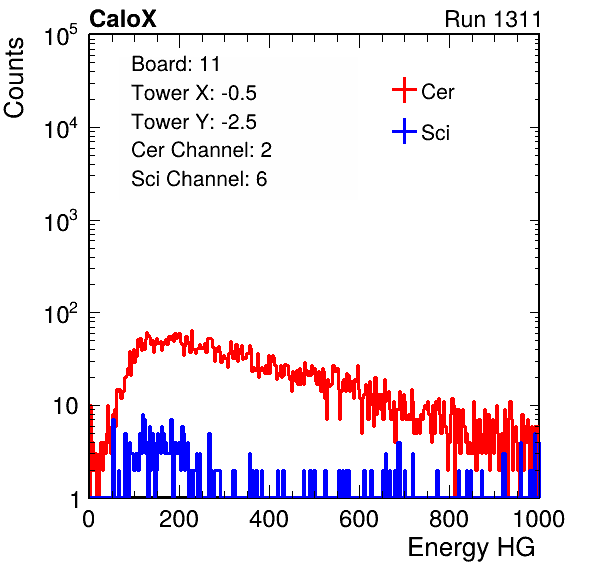 CaloX Run 1311
Counts
Board: 11
Tower X: -0.5
Tower Y: -2.5
Cer Channel: 2
Sci Channel: 6
Cer
Sci
10^5
10^4
10^3
10^2
10
1
0 200 400 600 800 1000
Energy HG